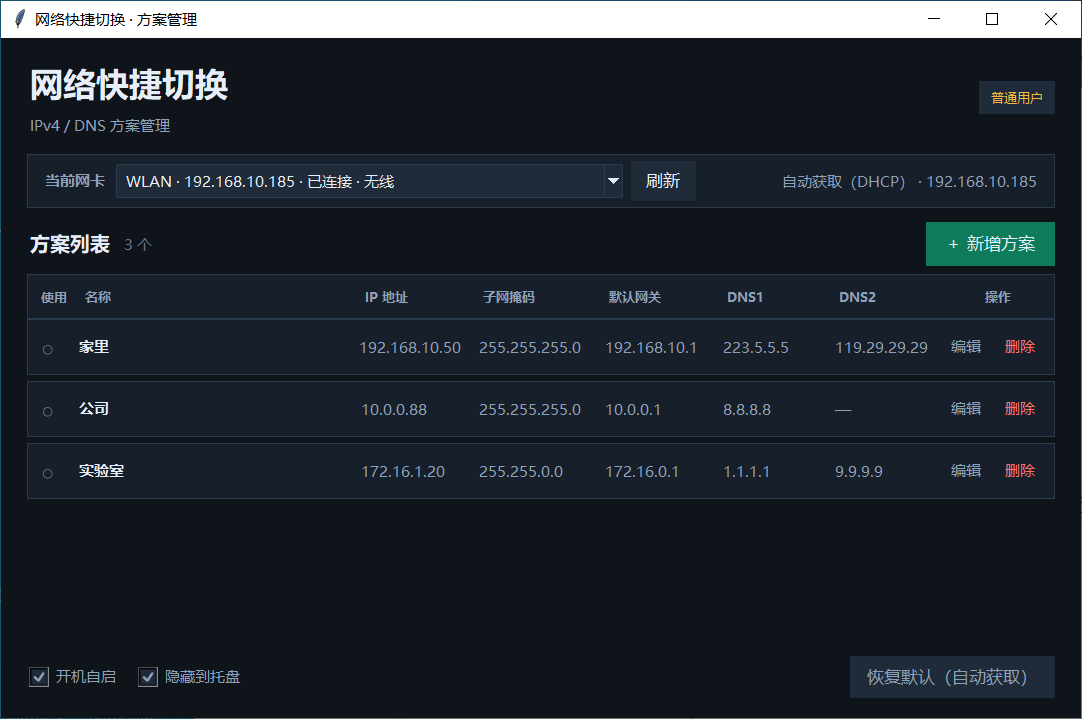 网络快捷切换 · 方案管理
网络快捷切换
IPv4 / DNS 方案管理
普通用户
当前网卡 WLAN · 192.168.10.185 · 已连接 · 无线 刷新 自动获取（DHCP） · 192.168.10.185
方案列表 3 个 + 新增方案
使用 名称 IP 地址 子网掩码 默认网关 DNS1 DNS2 操作
家里 192.168.10.50 255.255.255.0 192.168.10.1 223.5.5.5 119.29.29.29 编辑 删除
公司 10.0.0.88 255.255.255.0 10.0.0.1 8.8.8.8 — 编辑 删除
实验室 172.16.1.20 255.255.0.0 172.16.0.1 1.1.1.1 9.9.9.9 编辑 删除
开机自启 隐藏到托盘 恢复默认（自动获取）